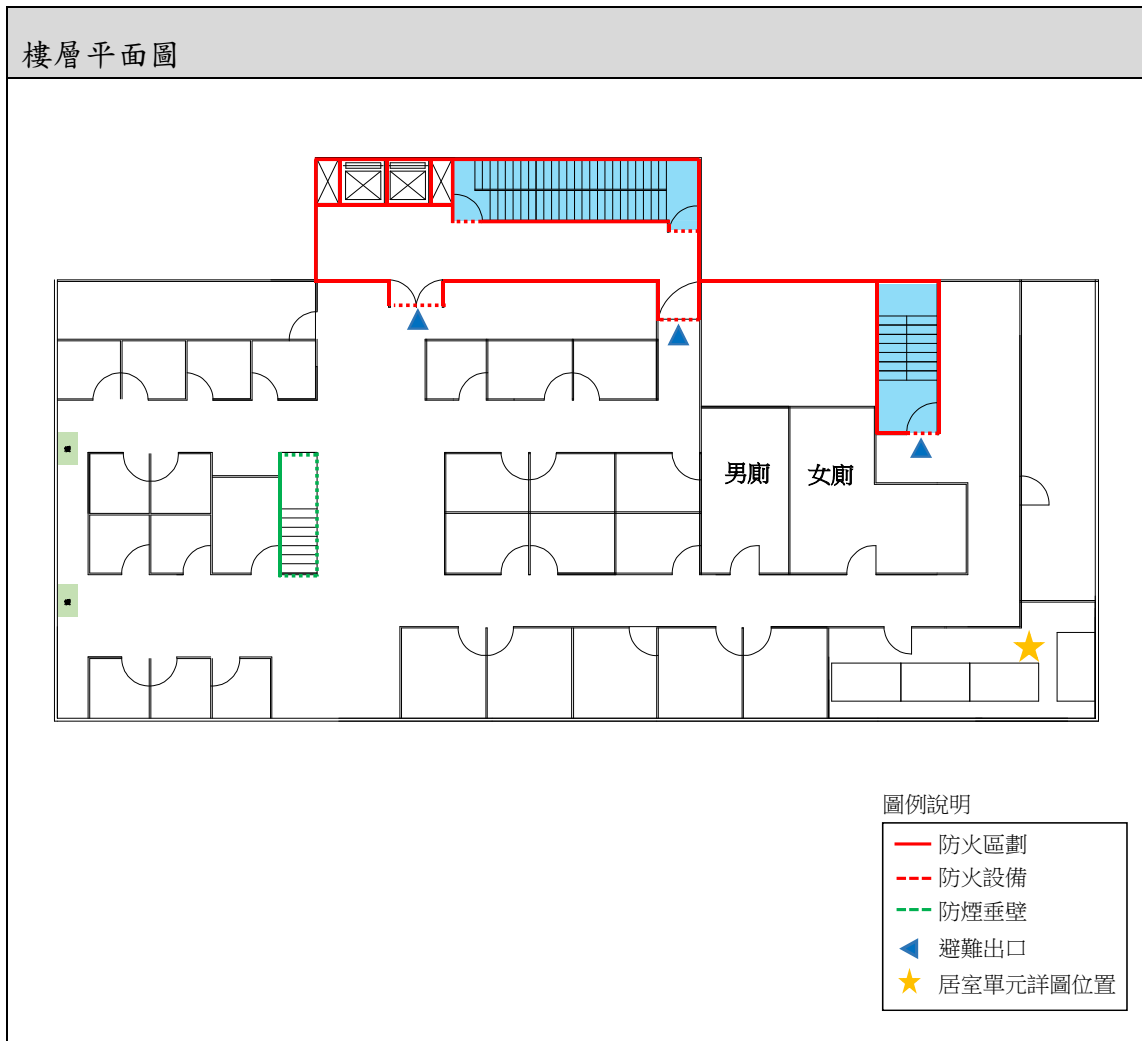 樓層平面圖
男廁
女廁
圖例說明
防火區劃
防火設備
防煙垂壁
避難出口
居室單元詳圖位置